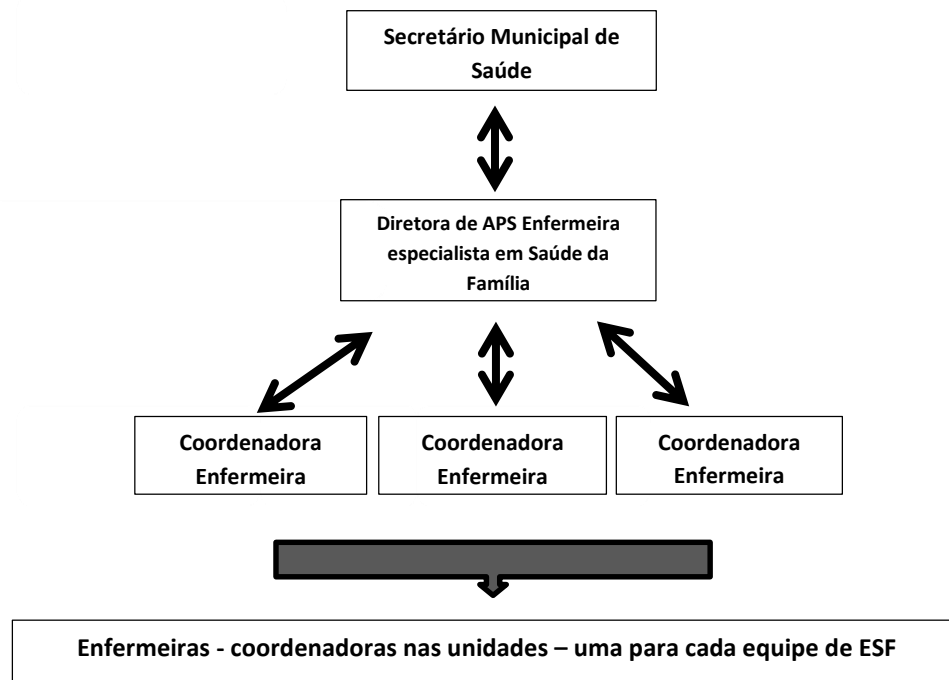 Secretário Municipal de
Saúde
Diretora de APS Enfermeira
especialista em Saúde da
Família
Coordenadora
Enfermeira
Coordenadora
Enfermeira
Coordenadora
Enfermeira
Enfermeiras - coordenadoras nas unidades – uma para cada equipe de ESF